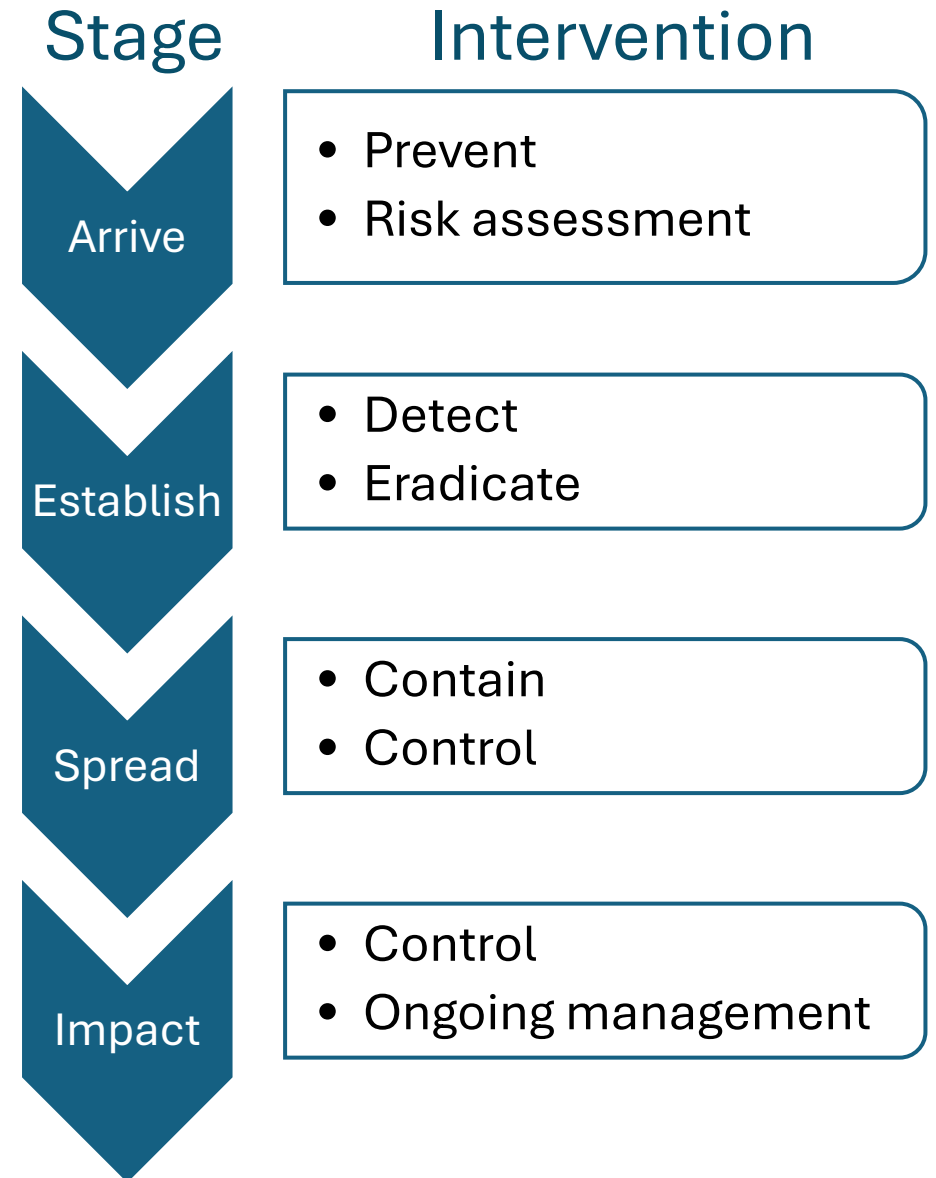 Stage Intervention
Arrive
• Prevent
• Risk assessment
Establish
• Detect
• Eradicate
Spread
• Contain
• Control
Impact
• Control
• Ongoing management